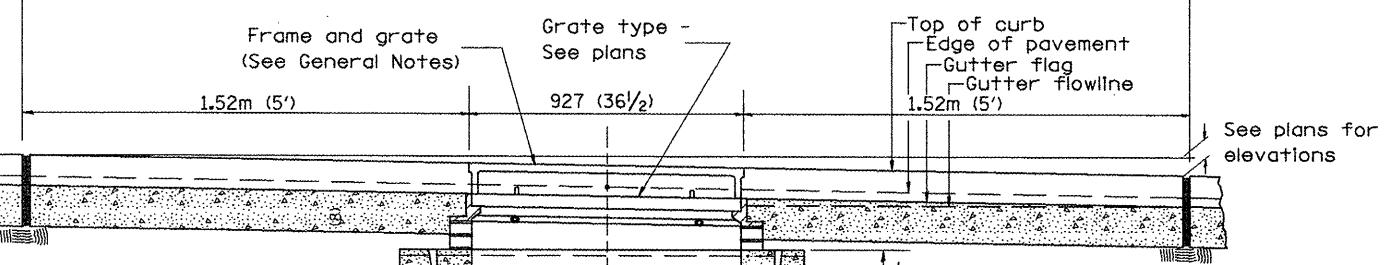 Frame and grate
(See General Notes)
Grate type -
See plans
Top of curb
Edge of pavement
Gutter flag
Gutter flowline
1.52m (5')
927 (36½)
1.52m (5')
See plans for
elevations